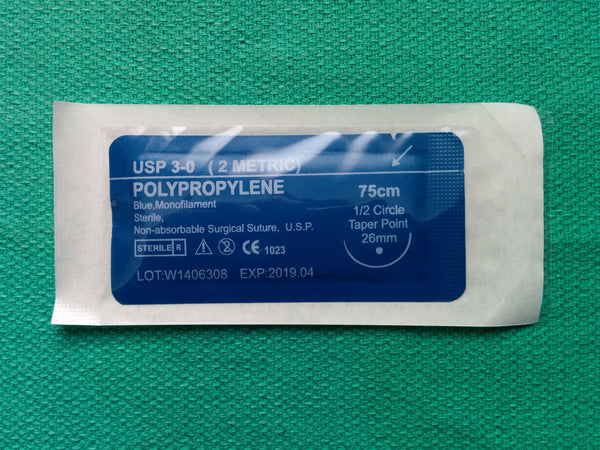 USP 3-0 ( 2 METRIC)
POLYPROPYLENE
Blue,Monofilament
Sterile,
Non-absorbable Surgical Suture, U.S.P.
STERILE R
2
CE 1023
LOT:W1406308 EXP:2019.04
75cm
1/2 Circle
Taper Point
26mm